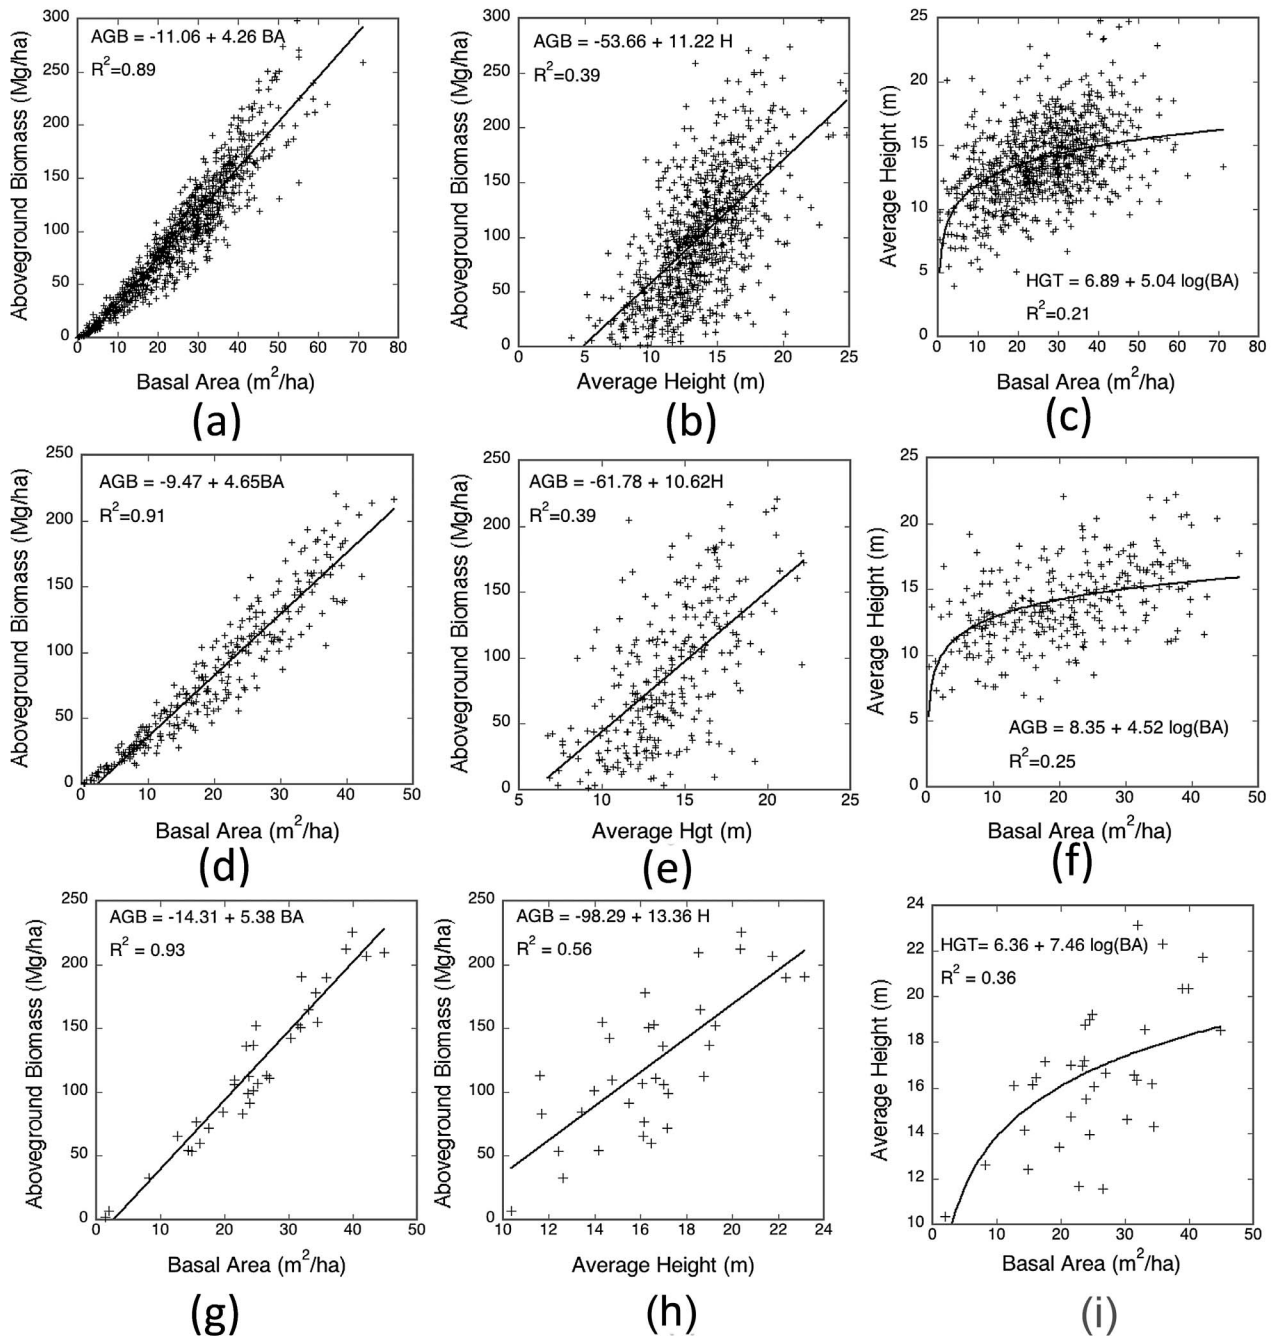 300
250
200
150
100
50
0
Aboveground Biomass (Mg/ha)
AGB = -11.06 + 4.26 BA
R²=0.89
0 10 20 30 40 50 60 70 80
Basal Area (m²/ha)
(a)
300
250
200
150
100
50
0
Aboveground Biomass (Mg/ha)
AGB = -53.66 + 11.22 H
R²=0.39
0 5 10 15 20 25
Average Height (m)
(b)
25
20
15
10
5
0
Average Height (m)
HGT = 6.89 + 5.04 log(BA)
R²=0.21
0 10 20 30 40 50 60 70 80
Basal Area (m²/ha)
(c)
250
200
150
100
50
0
Aboveground Biomass (Mg/ha)
AGB = -9.47 + 4.65BA
R²=0.91
0 10 20 30 40 50
Basal Area (m²/ha)
(d)
250
200
150
100
50
0
Aboveground Biomass (Mg/ha)
AGB = -61.78 + 10.62H
R²=0.39
5 10 15 20 25
Average Hgt (m)
(e)
25
20
15
10
5
0
Average Height (m)
AGB = 8.35 + 4.52 log(BA)
R²=0.25
0 10 20 30 40 50
Basal Area (m²/ha)
(f)
250
200
150
100
50
0
Aboveground Biomass (Mg/ha)
AGB = -14.31 + 5.38 BA
R² = 0.93
0 10 20 30 40 50
Basal Area (m²/ha)
(g)
250
200
150
100
50
0
Aboveground Biomass (Mg/ha)
AGB = -98.29 + 13.36 H
R² = 0.56
10 12 14 16 18 20 22 24
Average Height (m)
(h)
24
22
20
18
16
14
12
10
Average Height (m)
HGT= 6.36 + 7.46 log(BA)
R² = 0.36
0 10 20 30 40 50
Basal Area (m²/ha)
(i)